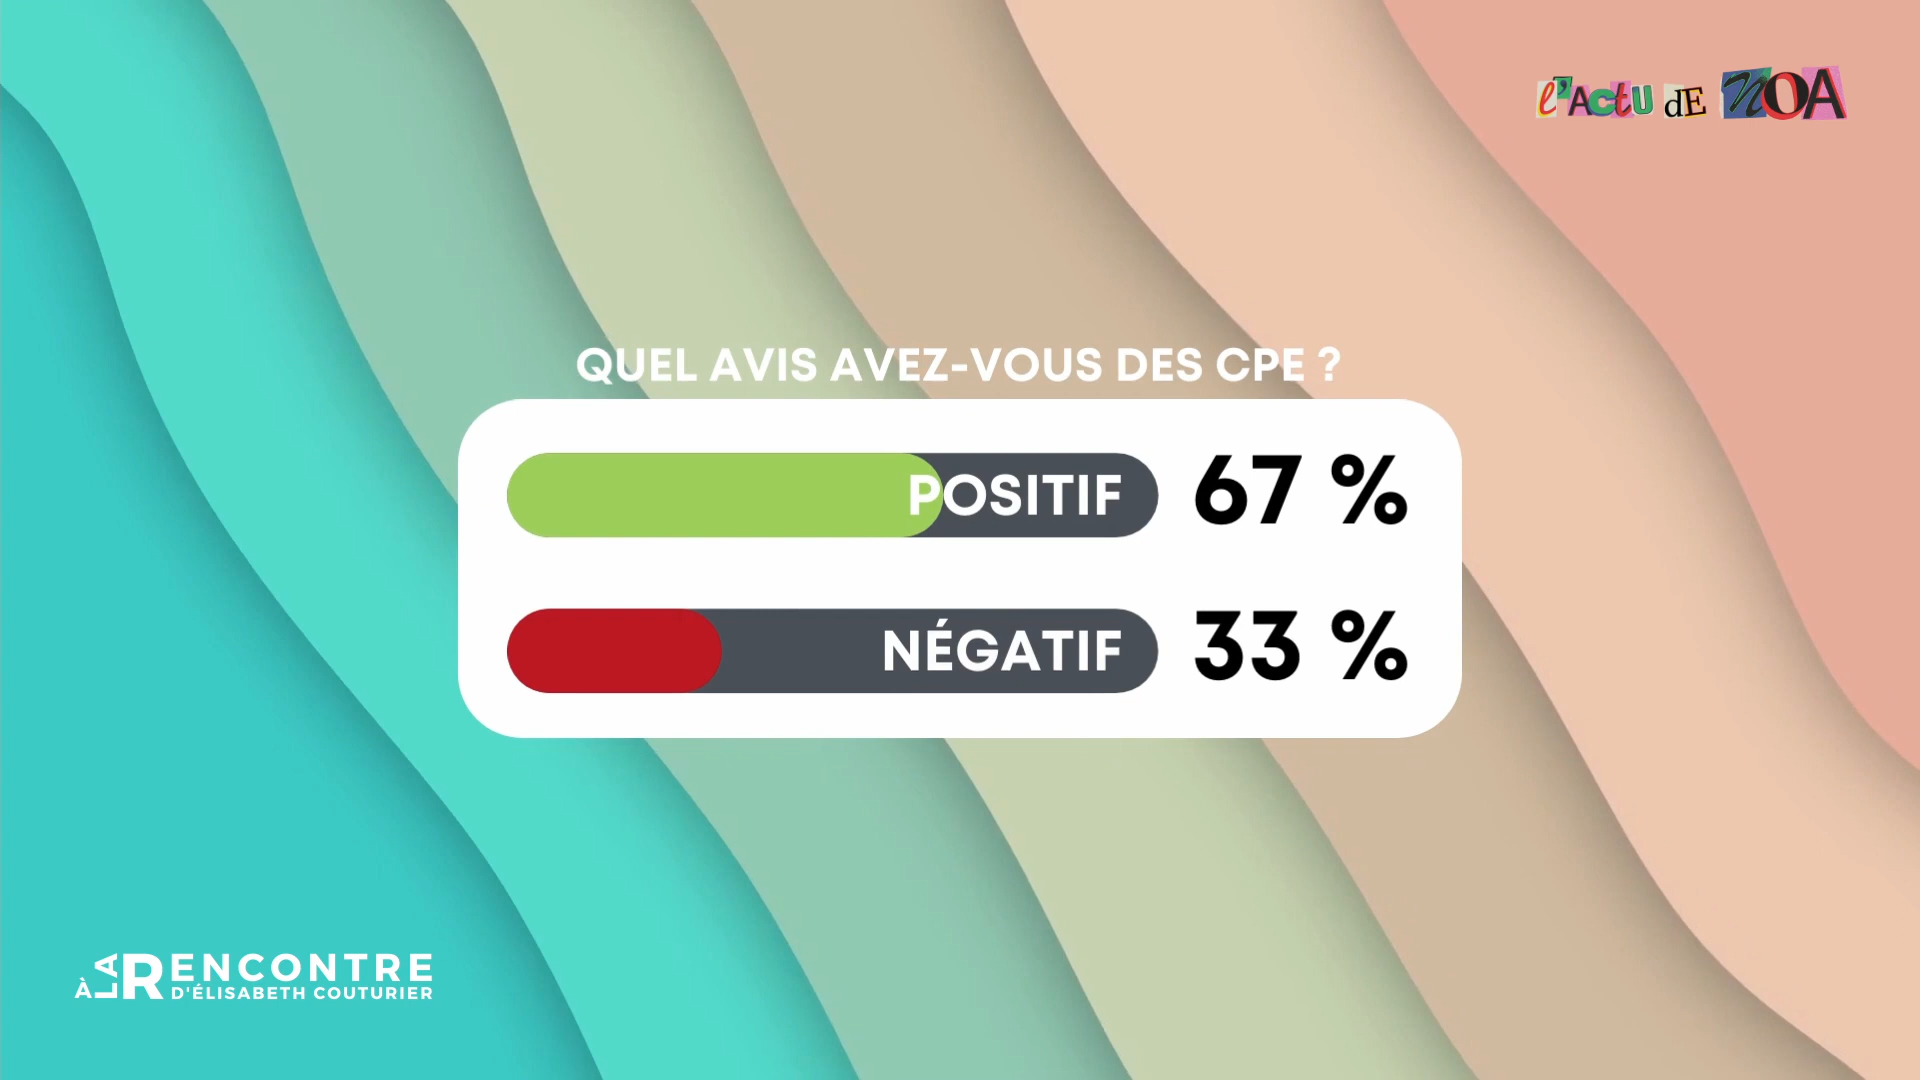 l'Actu dE NOA
QUEL AVIS AVEZ-VOUS DES CPE ?
POSITIF 67 %
NÉGATIF 33 %
À LA RENCONTRE
D'ÉLISABETH COUTURIER